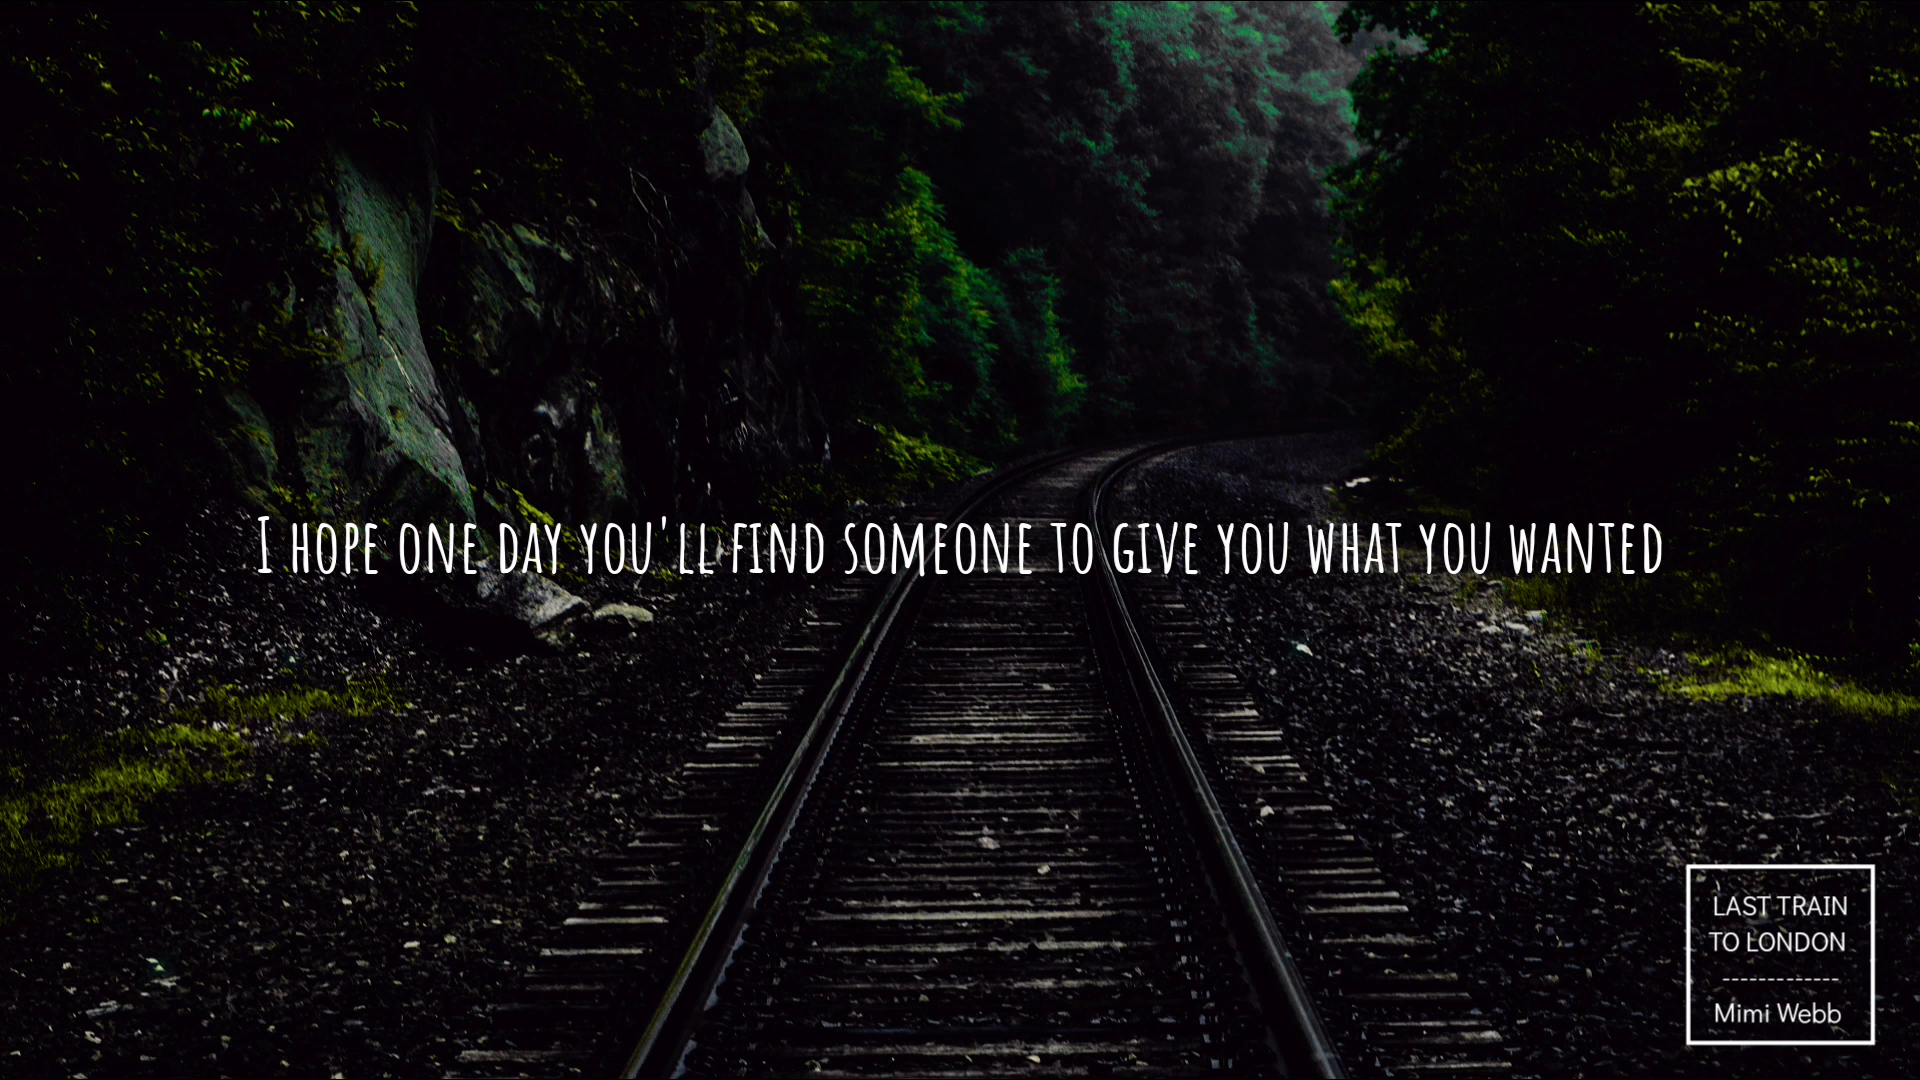 I HOPE ONE DAY YOU'LL FIND SOMEONE TO GIVE YOU WHAT YOU WANTED
LAST TRAIN
TO LONDON
-------------
Mimi Webb